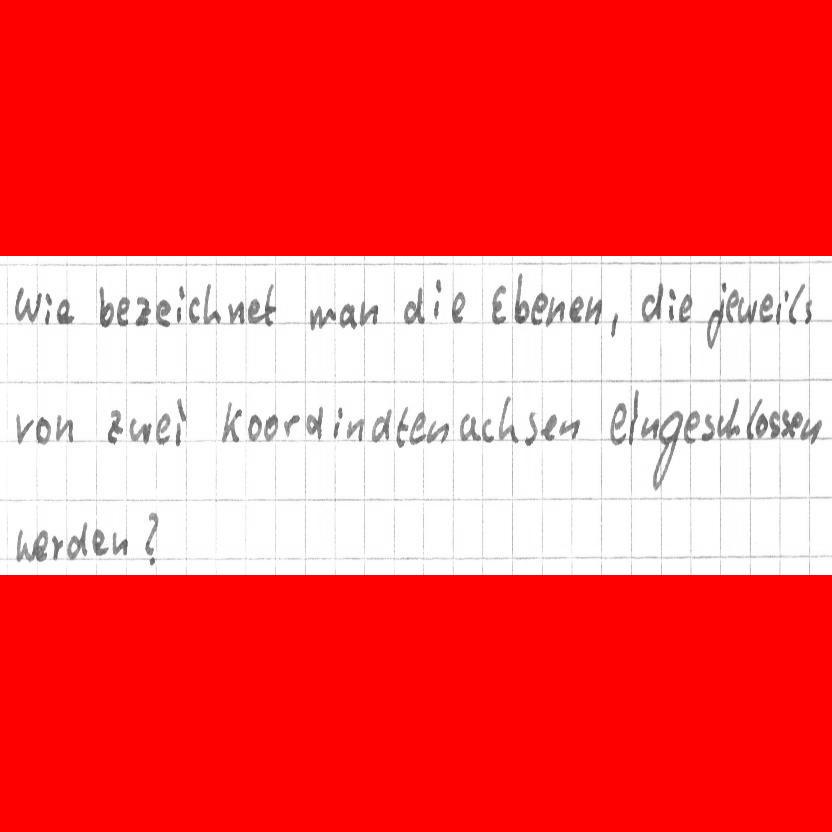 Wie bezeichnet man die Ebenen, die jeweils
von zwei Koordinatenachsen eingeschlossen
werden?